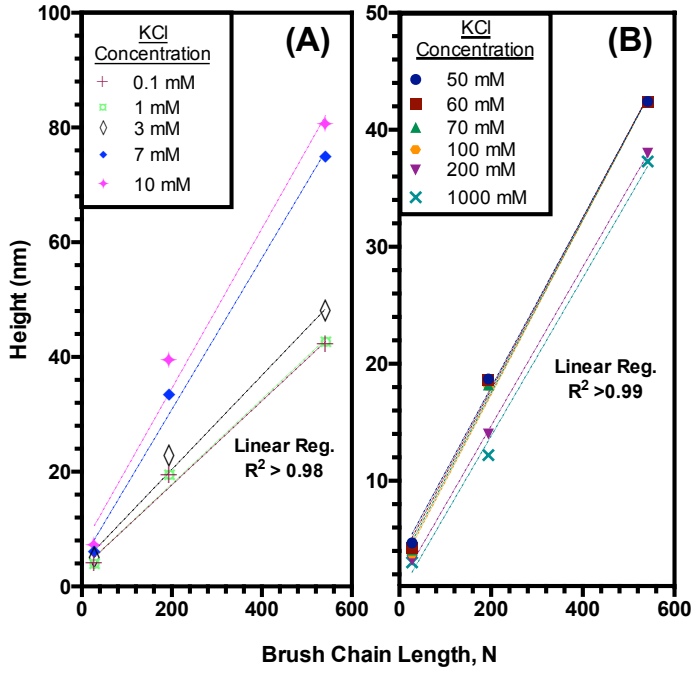 Height (nm)
100
80
60
40
20
0
0
200
400
600
(A)
KCl
Concentration
0.1 mM
1 mM
3 mM
7 mM
10 mM
Linear Reg.
R² > 0.98
50
40
30
20
10
0
200
400
600
(B)
KCl
Concentration
50 mM
60 mM
70 mM
100 mM
200 mM
1000 mM
Linear Reg.
R² >0.99
Brush Chain Length, N